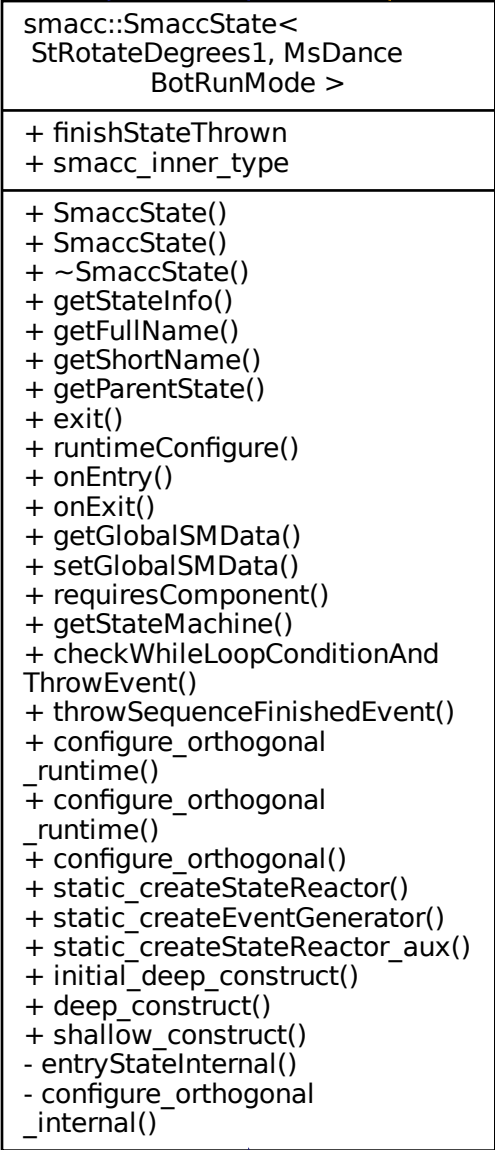 smacc::SmaccState<
StRotateDegrees1, MsDance
BotRunMode >
+ finishStateThrown
+ smacc_inner_type
+ SmaccState()
+ SmaccState()
+ ~SmaccState()
+ getStateInfo()
+ getFullName()
+ getShortName()
+ getParentState()
+ exit()
+ runtimeConfigure()
+ onEntry()
+ onExit()
+ getGlobalSMData()
+ setGlobalSMData()
+ requiresComponent()
+ getStateMachine()
+ checkWhileLoopConditionAnd
ThrowEvent()
+ throwSequenceFinishedEvent()
+ configure_orthogonal
_runtime()
+ configure_orthogonal
_runtime()
+ configure_orthogonal()
+ static_createStateReactor()
+ static_createEventGenerator()
+ static_createStateReactor_aux()
+ initial_deep_construct()
+ deep_construct()
+ shallow_construct()
- entryStateInternal()
- configure_orthogonal
_internal()